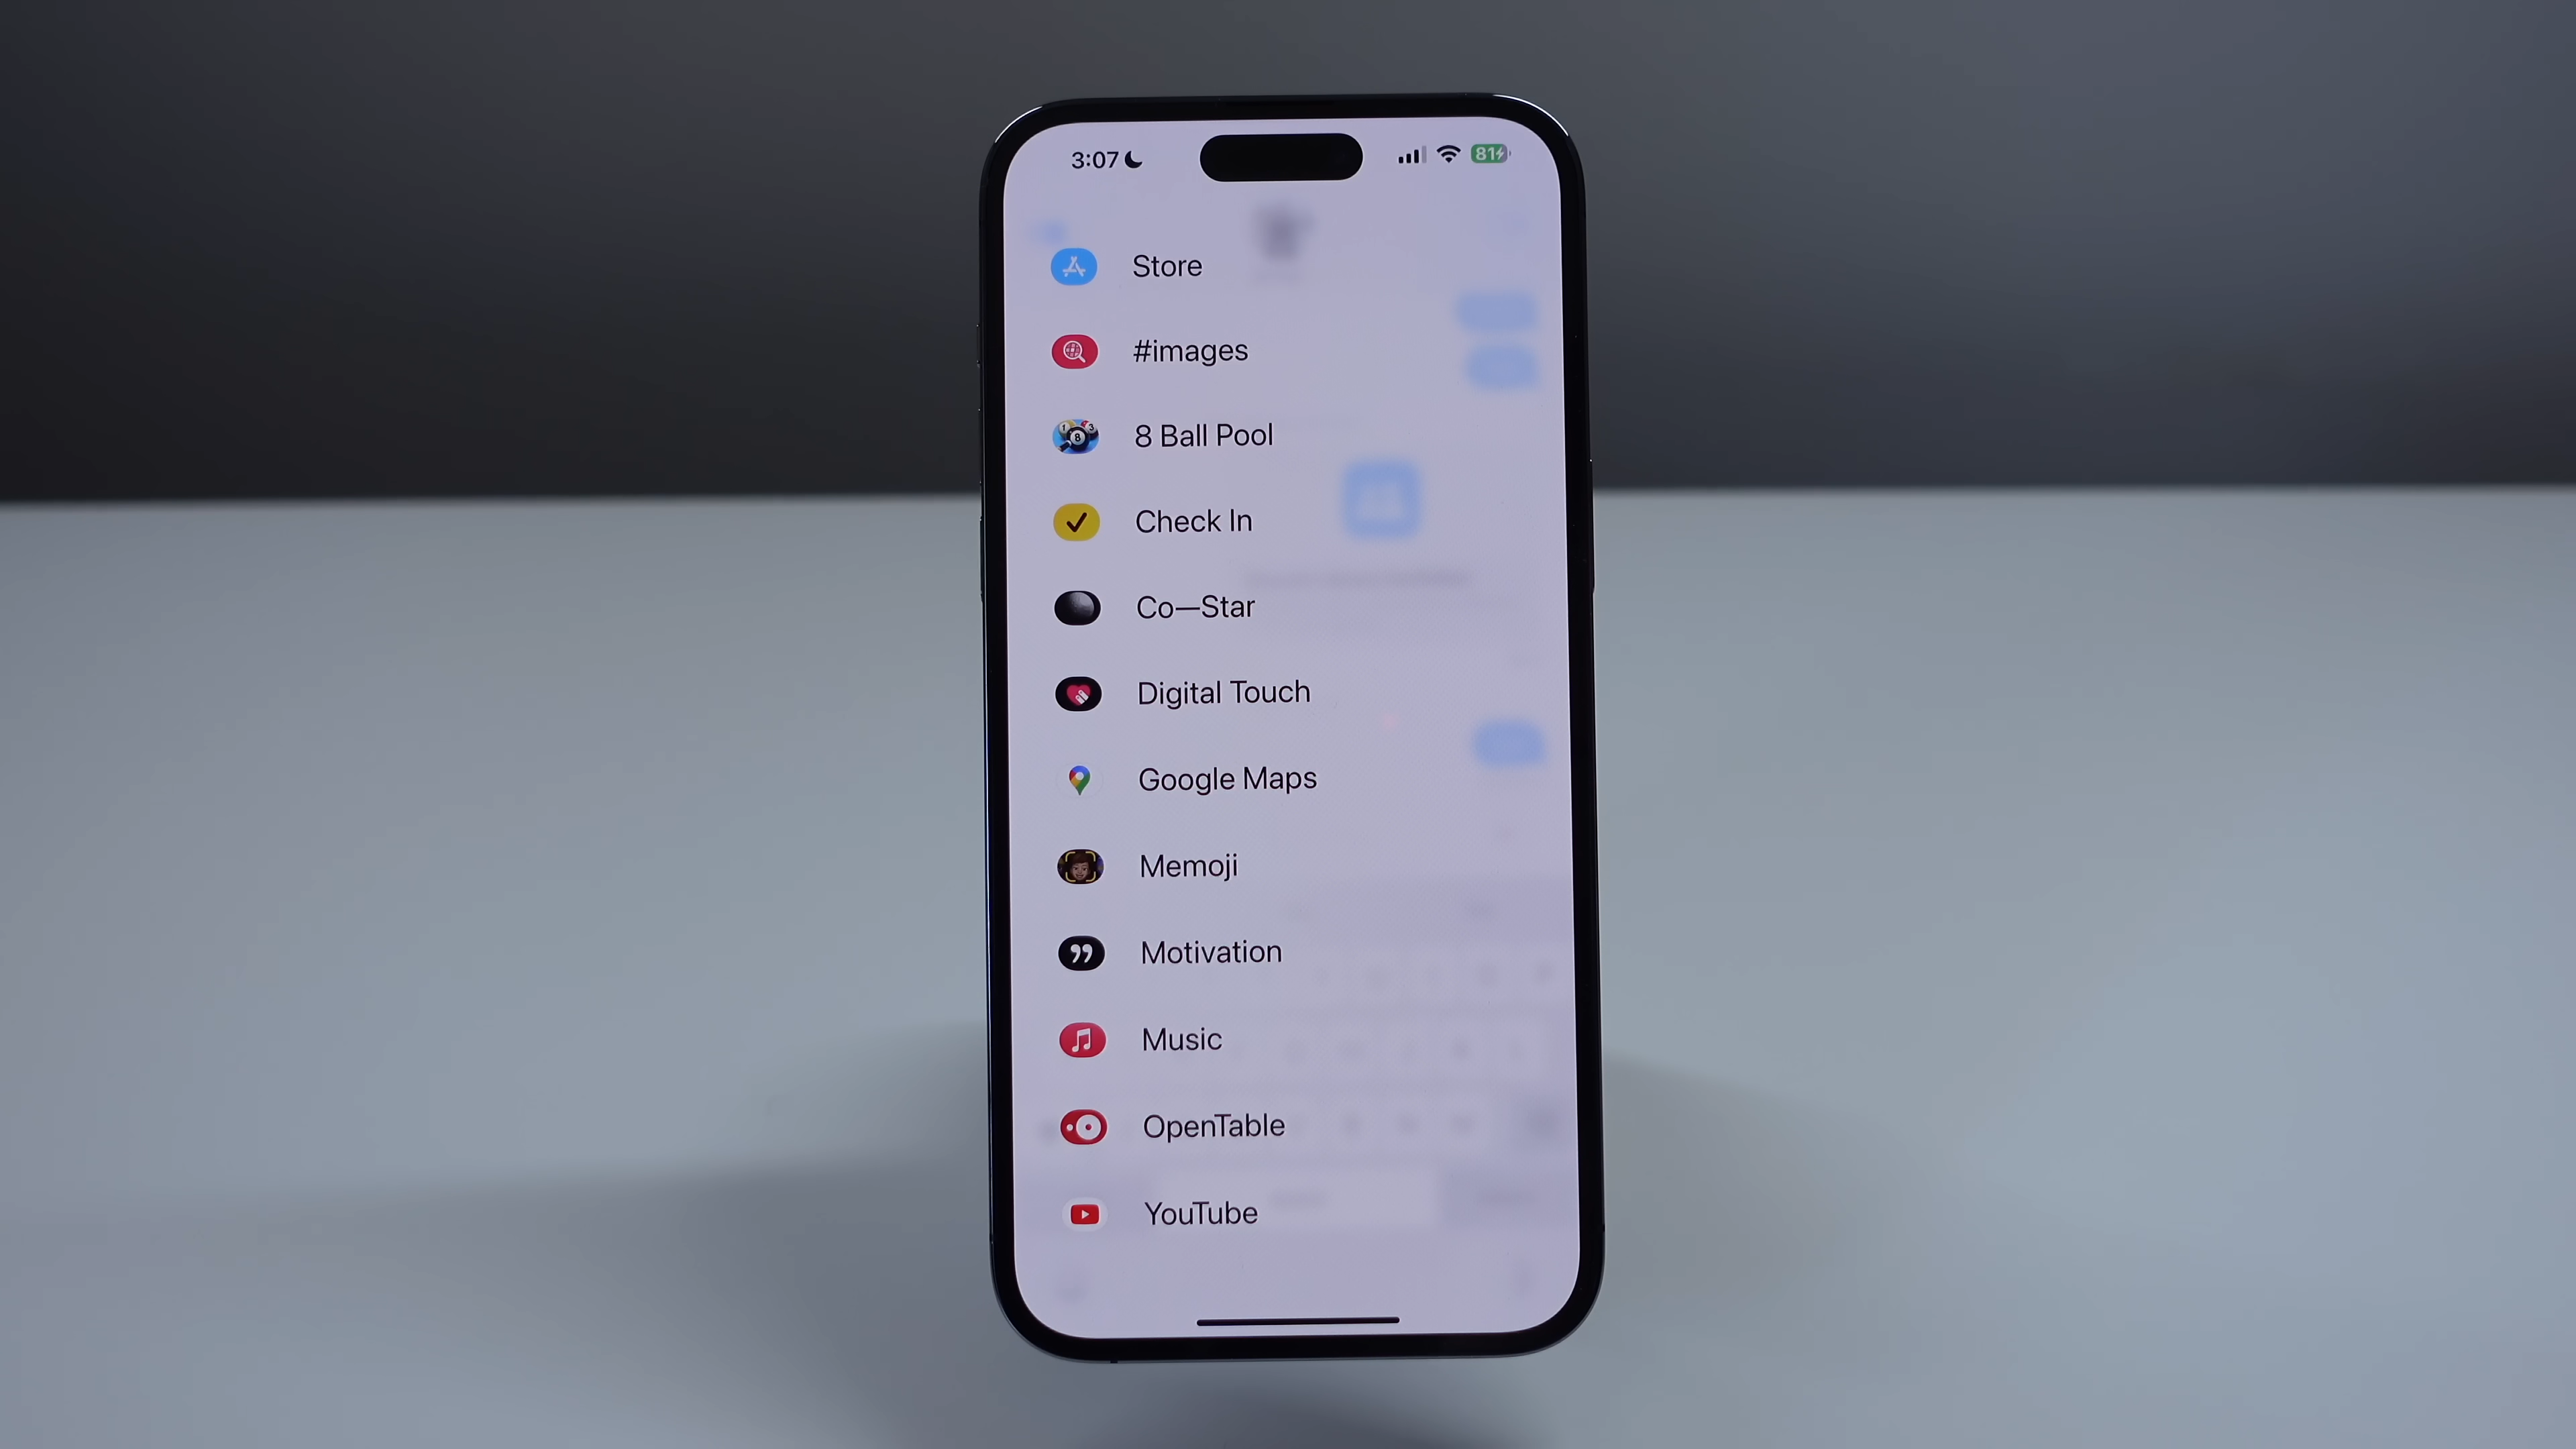 3:07
81
Store
#images
8 Ball Pool
Check In
Co—Star
Digital Touch
Google Maps
Memoji
Motivation
Music
OpenTable
YouTube